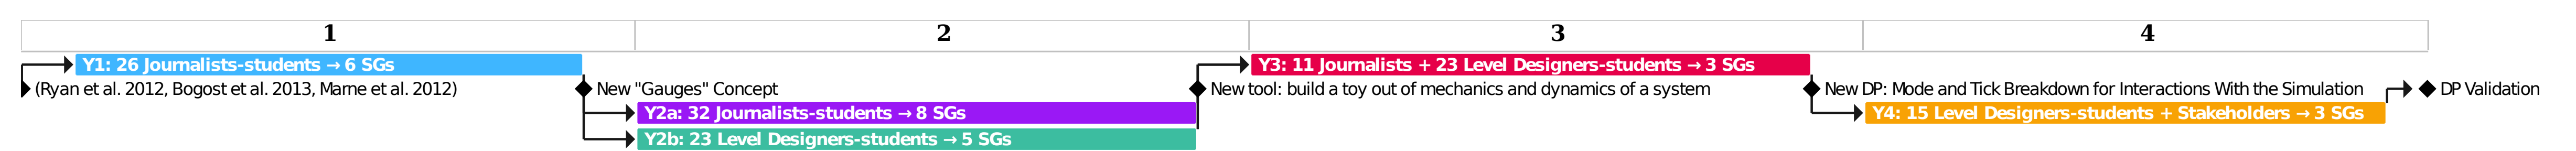 1
2
3
4
Y1: 26 Journalists-students → 6 SGs
Y3: 11 Journalists + 23 Level Designers-students → 3 SGs
(Ryan et al. 2012, Bogost et al. 2013, Mame et al. 2012)
New "Gauges" Concept
New tool: build a toy out of mechanics and dynamics of a system
New DP: Mode and Tick Breakdown for Interactions With the Simulation
DP Validation
Y2a: 32 Journalists-students → 8 SGs
Y4: 15 Level Designers-students + Stakeholders → 3 SGs
Y2b: 23 Level Designers-students → 5 SGs